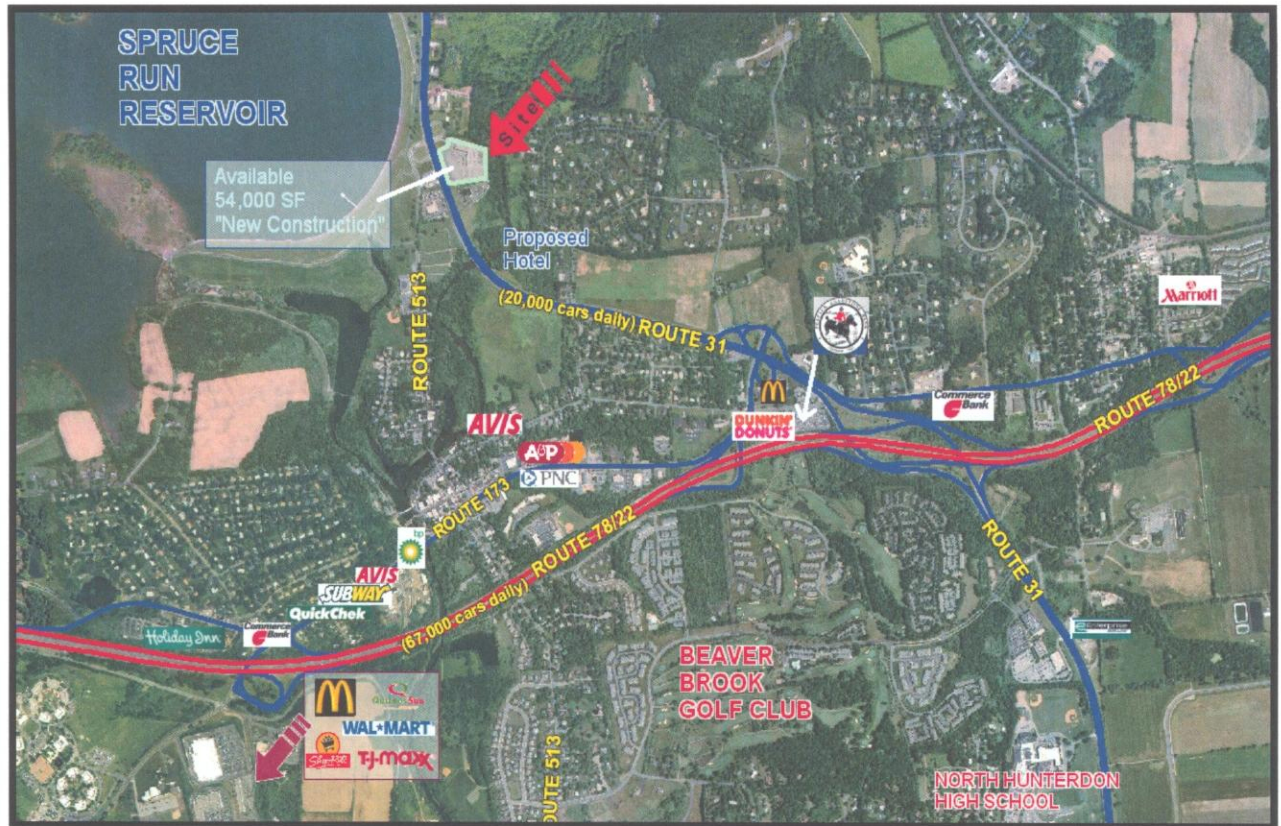 SPRUCE
RUN
RESERVOIR
Site
Available
54,000 SF
"New Construction"
Proposed
Hotel
ROUTE 513
(20,000 cars daily) ROUTE 31
Marriott
M
DUNKIN'
DONUTS
Commerce
Bank
ROUTE 78/22
AVIS
A&P
PNC
ROUTE 173
bp
AVIS
SUBWAY
QuickChek
Holiday Inn
Commerce
Bank
(67,000 cars daily) ROUTE 78/22
ROUTE 31
Enterprise
M
WAL★MART
ShopRite
T·J·maxx
BEAVER
BROOK
GOLF CLUB
ROUTE 513
NORTH HUNTERDON
HIGH SCHOOL